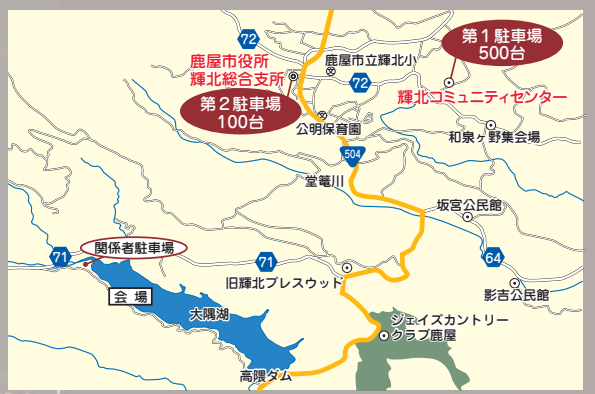 72
鹿屋市役所
輝北総合支所
鹿屋市立輝北小
第1駐車場
500台
72
第2駐車場
100台
輝北コミュニティセンター
公明保育園
和泉ヶ野集会場
504
堂篭川
坂宮公民館
関係者駐車場
71
71
64
旧輝北プレスウッド
会場
影吉公民館
大隅湖
ジェイズカントリー
クラブ鹿屋
高隈ダム